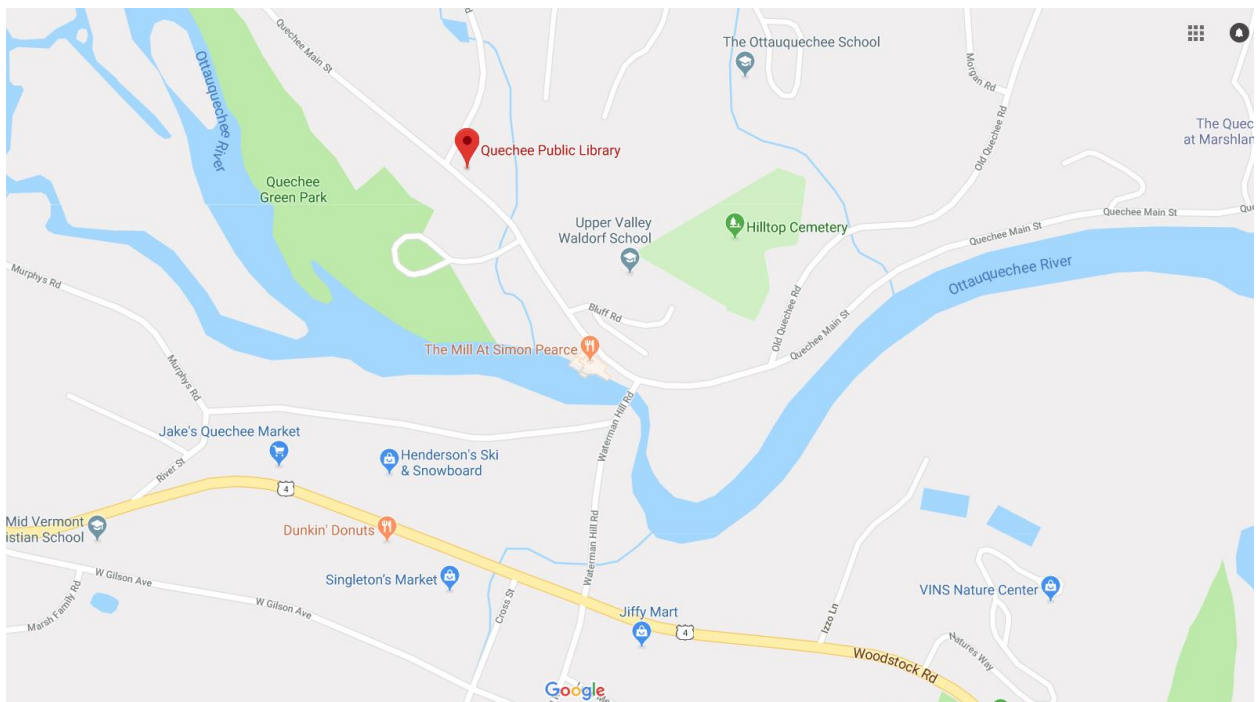 Quechee Main St
The Ottauquechee School
Morgan Rd
Ottauquechee River
Old Quechee Rd
The Quec
at Marshlan
Quechee Public Library
Quechee
Green Park
Upper Valley
Waldorf School
Hilltop Cemetery
Quechee Main St
Quechee Main St
Murphys Rd
Ottauquechee River
Bluff Rd
Old Quechee Rd
Quechee Main St
The Mill At Simon Pearce
Murphys Rd
Waterman Hill Rd
Jake's Quechee Market
Henderson's Ski
& Snowboard
River St
4
Mid Vermont
istian School
Dunkin' Donuts
Waterman Hill Rd
W Gilson Ave
Singleton's Market
VINS Nature Center
Marsh Family Rd
W Gilson Ave
Cross St
Jiffy Mart
4
Izzo Ln
Woodstock Rd
Natures Way
Google